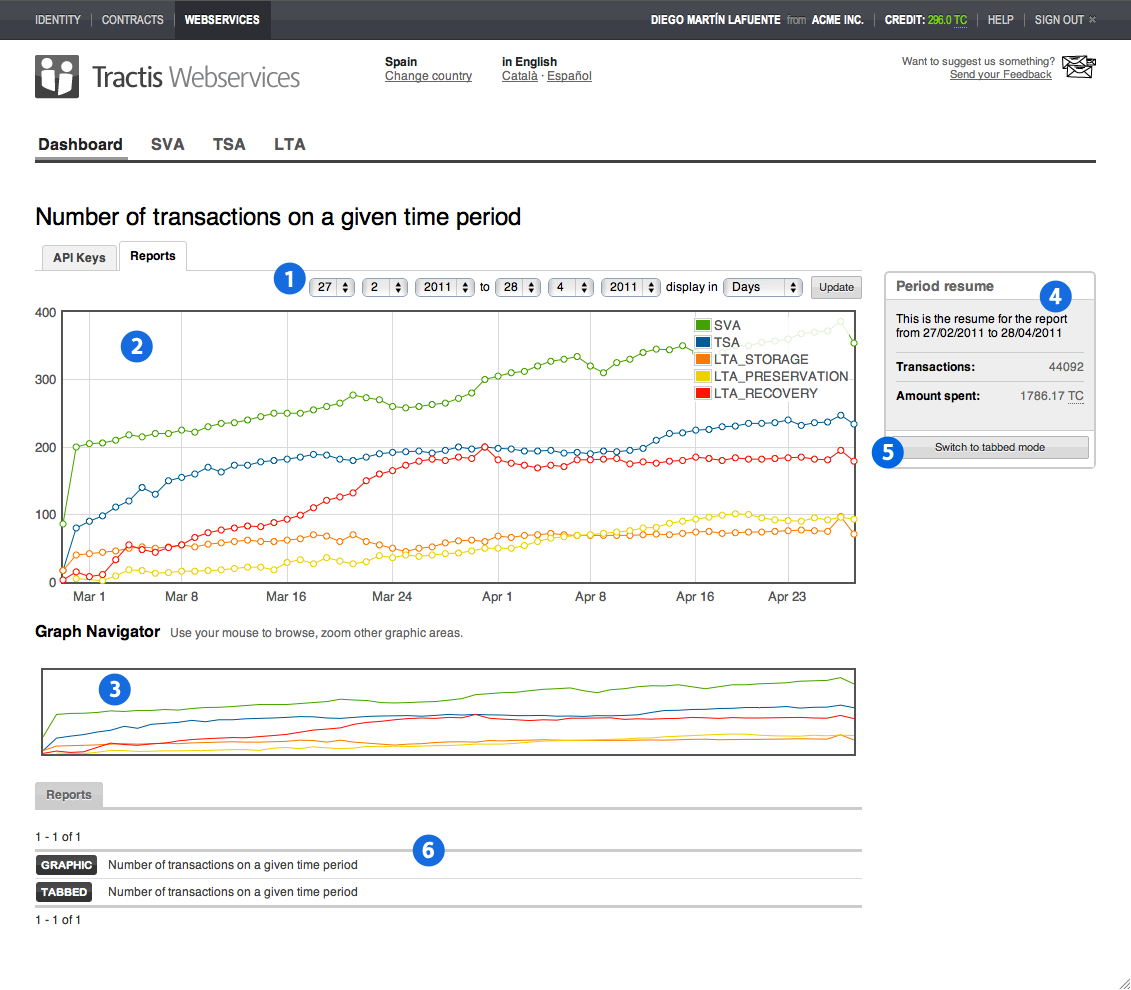 IDENTITY CONTRACTS WEBSERVICES DIEGO MARTÍN LAFUENTE from ACME INC. CREDIT: 296.0 TC HELP SIGN OUT ×
Tractis Webservices
Spain
Change country
in English
Català · Español
Want to suggest us something?
Send your Feedback
Dashboard SVA TSA LTA
Number of transactions on a given time period
API Keys Reports
1 27 2 2011 to 28 4 2011 display in Days Update
2
400
300
200
100
0
SVA
TSA
LTA_STORAGE
LTA_PRESERVATION
LTA_RECOVERY
Mar 1 Mar 8 Mar 16 Mar 24 Apr 1 Apr 8 Apr 16 Apr 23
Period resume
4
This is the resume for the report
from 27/02/2011 to 28/04/2011
Transactions: 44092
Amount spent: 1786.17 TC
5 Switch to tabbed mode
Graph Navigator Use your mouse to browse, zoom other graphic areas.
3
Reports
1 - 1 of 1
6
GRAPHIC Number of transactions on a given time period
TABBED Number of transactions on a given time period
1 - 1 of 1